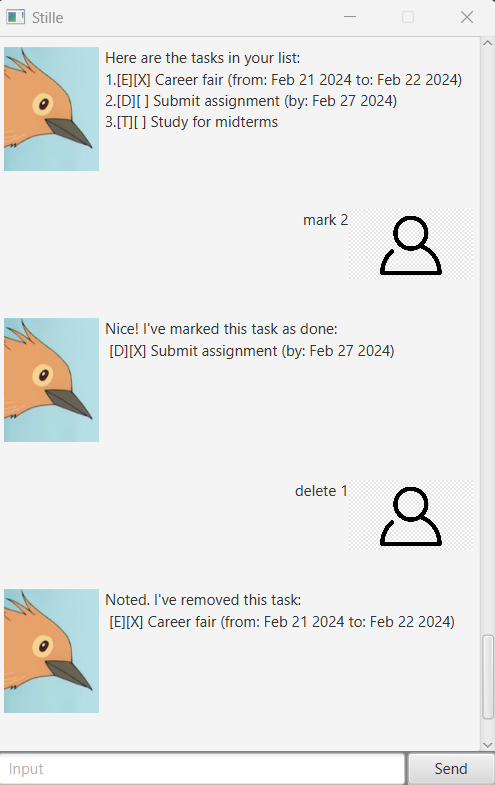 Stille
Here are the tasks in your list:
1.[E][X] Career fair (from: Feb 21 2024 to: Feb 22 2024)
2.[D][ ] Submit assignment (by: Feb 27 2024)
3.[T][ ] Study for midterms
mark 2
Nice! I've marked this task as done:
[D][X] Submit assignment (by: Feb 27 2024)
delete 1
Noted. I've removed this task:
[E][X] Career fair (from: Feb 21 2024 to: Feb 22 2024)
Input
Send